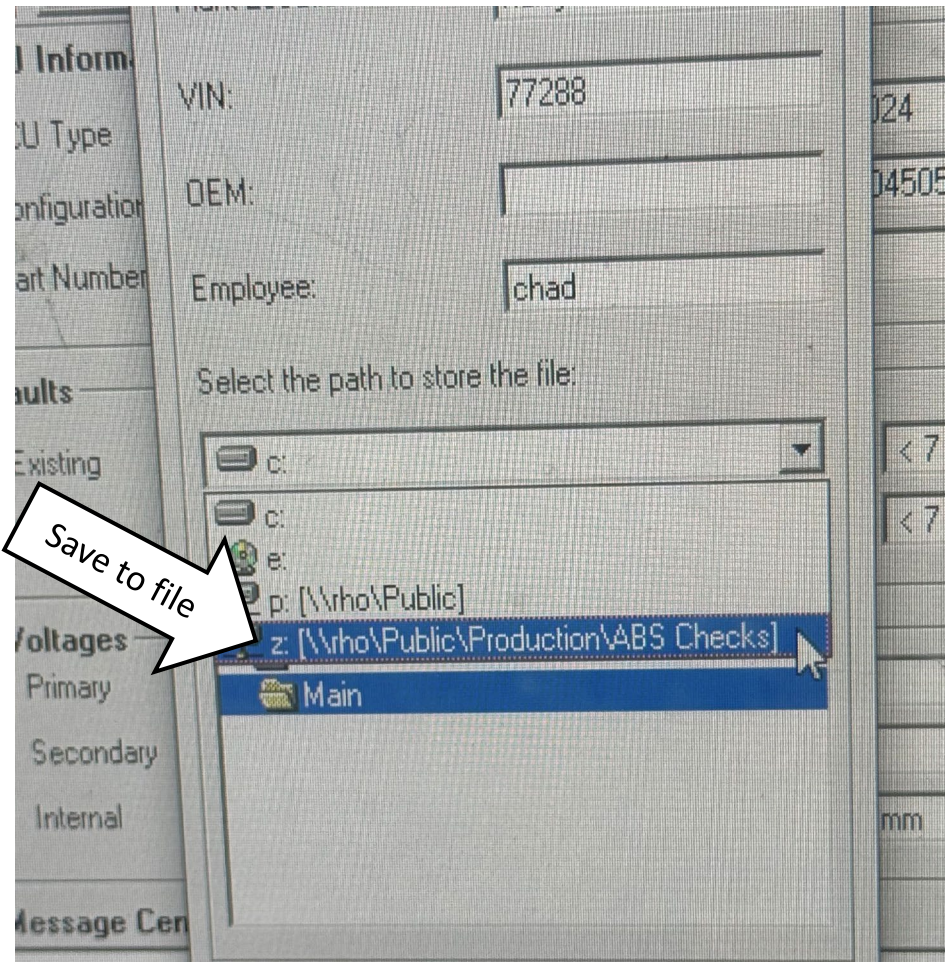 J Inform
VIN:
77288
CU Type
024
OEM:
onfiguration
04505
art Number
Employee:
chad
Select the path to store the file:
aults
c:
Existing
< 7
c:
< 7
Save to file
e:
p: [\\rho\Public]
z: [\\rho\Public\Production\ABS Checks]
Voltages
Main
Primary
Secondary
Internal
mm
Message Cen